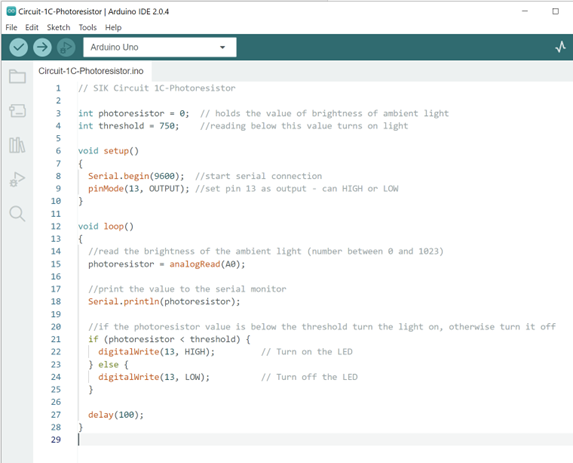 Circuit-1C-Photoresistor | Arduino IDE 2.0.4
File Edit Sketch Tools Help
Arduino Uno
Circuit-1C-Photoresistor.ino
1 // SIK Circuit 1C-Photoresistor
2
3 int photoresistor = 0; // holds the value of brightness of ambient light
4 int threshold = 750; //reading below this value turns on light
5
6 void setup()
7 {
8 Serial.begin(9600); //start serial connection
9 pinMode(13, OUTPUT); //set pin 13 as output - can HIGH or LOW
10 }
11
12 void loop()
13 {
14 //read the brightness of the ambient light (number between 0 and 1023)
15 photoresistor = analogRead(A0);
16
17 //print the value to the serial monitor
18 Serial.println(photoresistor);
19
20 //if the photoresistor value is below the threshold turn the light on, otherwise turn it off
21 if (photoresistor < threshold) {
22 digitalWrite(13, HIGH); // Turn on the LED
23 } else {
24 digitalWrite(13, LOW); // Turn off the LED
25 }
26
27 delay(100);
28 }
29